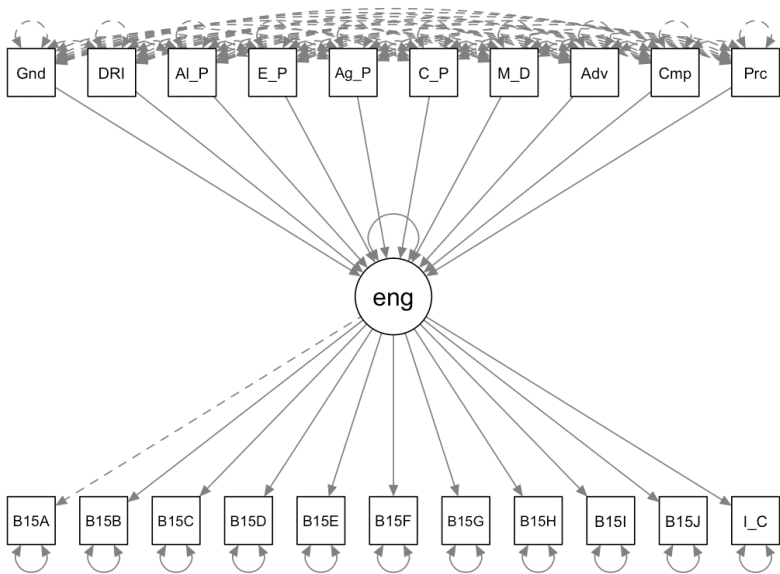 Gnd DRI Al_P E_P Ag_P C_P M_D Adv Cmp Prc
eng
B15A B15B B15C B15D B15E B15F B15G B15H B15I B15J I_C